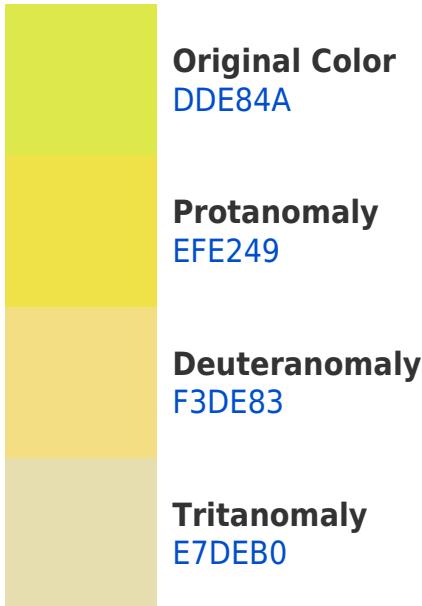 Original Color
DDE84A
Protanomaly
EFE249
Deuteranomaly
F3DE83
Tritanomaly
E7DEB0